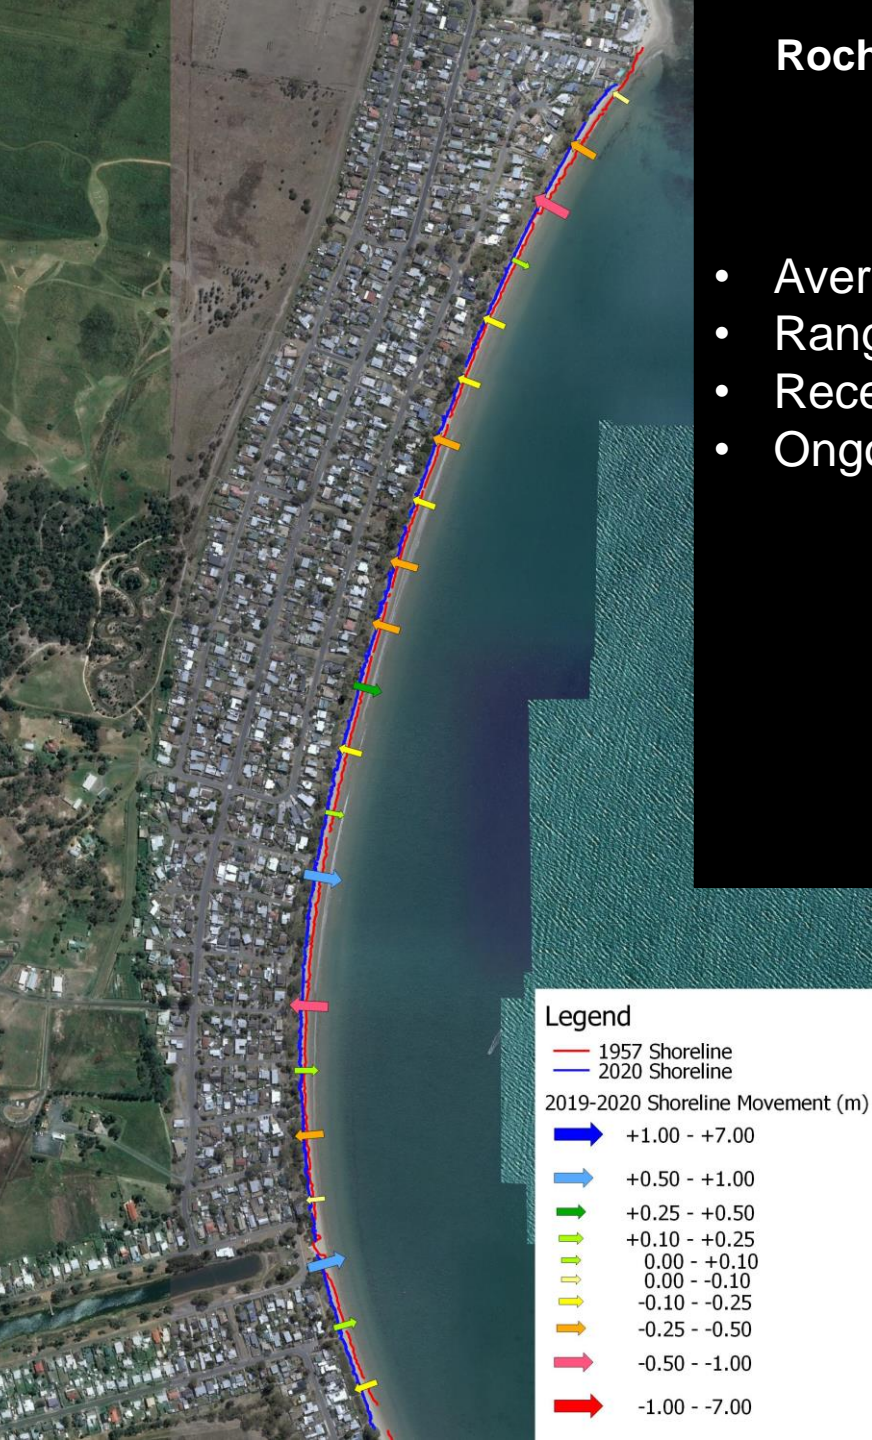 Roch
• Aver
• Rang
• Rece
• Ongo
Legend
1957 Shoreline
2020 Shoreline
2019-2020 Shoreline Movement (m)
+1.00 - +7.00
+0.50 - +1.00
+0.25 - +0.50
+0.10 - +0.25
0.00 - +0.10
0.00 - -0.10
-0.10 - -0.25
-0.25 - -0.50
-0.50 - -1.00
-1.00 - -7.00